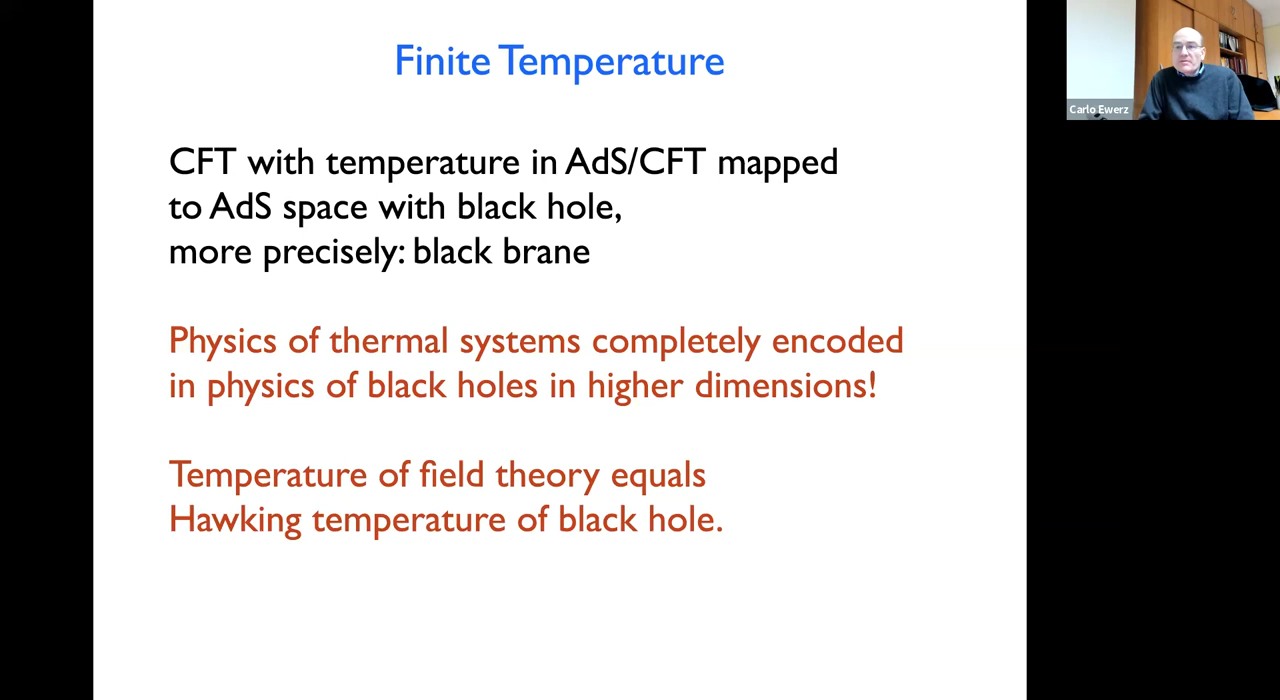 Finite Temperature
CFT with temperature in AdS/CFT mapped
to AdS space with black hole,
more precisely: black brane
Physics of thermal systems completely encoded
in physics of black holes in higher dimensions!
Temperature of field theory equals
Hawking temperature of black hole.
Carlo Ewerz